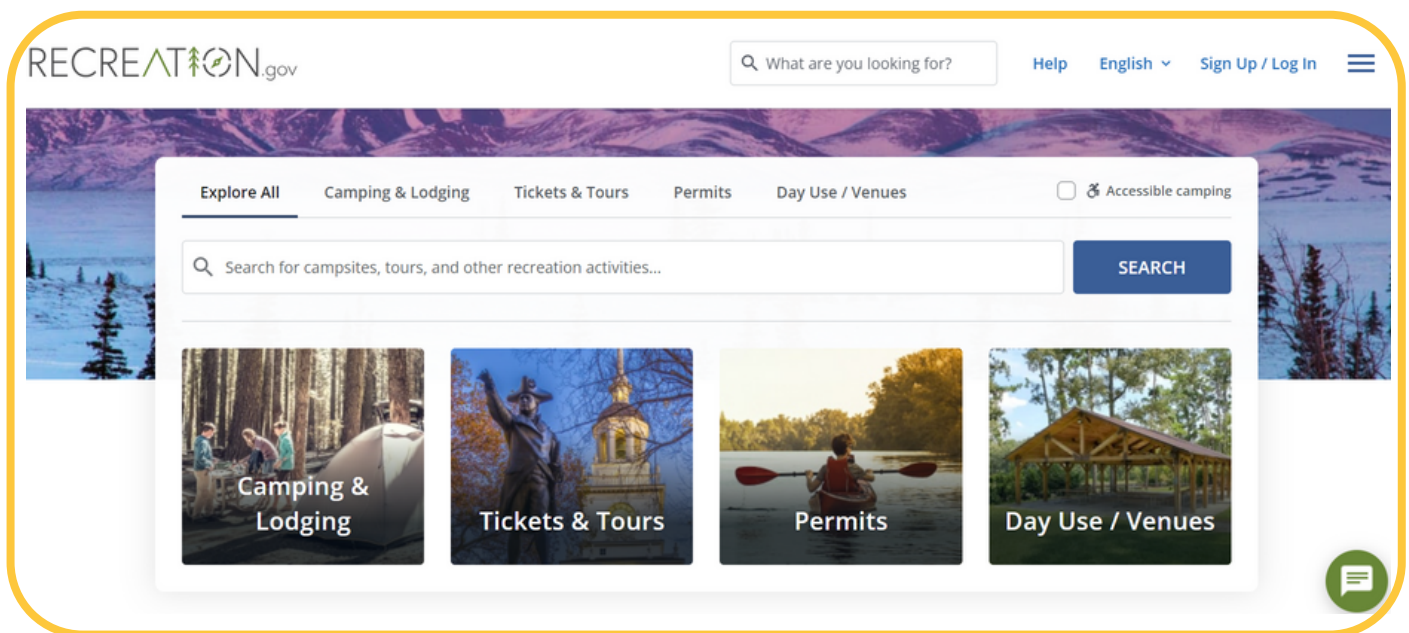 RECREATION.gov
What are you looking for?
Help
English
Sign Up / Log In
Explore All
Camping & Lodging
Tickets & Tours
Permits
Day Use / Venues
Accessible camping
Search for campsites, tours, and other recreation activities...
SEARCH
Camping &
Lodging
Tickets & Tours
Permits
Day Use / Venues